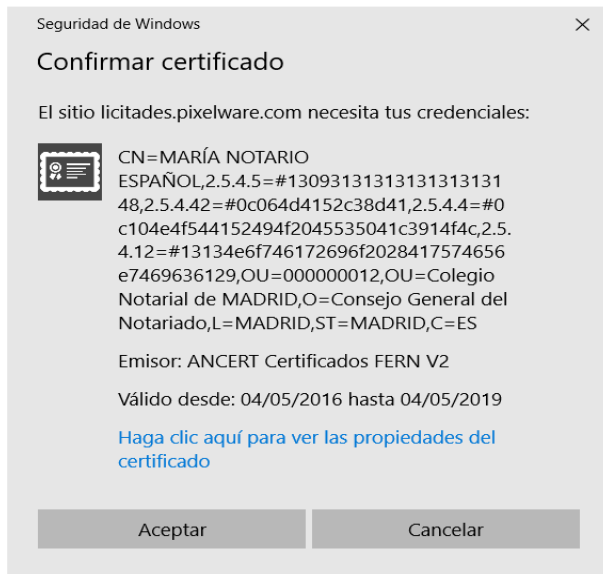 Seguridad de Windows
Confirmar certificado
El sitio licitades.pixelware.com necesita tus credenciales:
CN=MARÍA NOTARIO
ESPAÑOL,2.5.4.5=#13093131313131313131
48,2.5.4.42=#0c064d4152c38d41,2.5.4.4=#0
c104e4f544152494f2045535041c3914f4c,2.5.
4.12=#13134e6f746172696f2028417574656
e7469636129,OU=000000012,OU=Colegio
Notarial de MADRID,O=Consejo General del
Notariado,L=MADRID,ST=MADRID,C=ES
Emisor: ANCERT Certificados FERN V2
Válido desde: 04/05/2016 hasta 04/05/2019
Haga clic aquí para ver las propiedades del
certificado
Aceptar
Cancelar